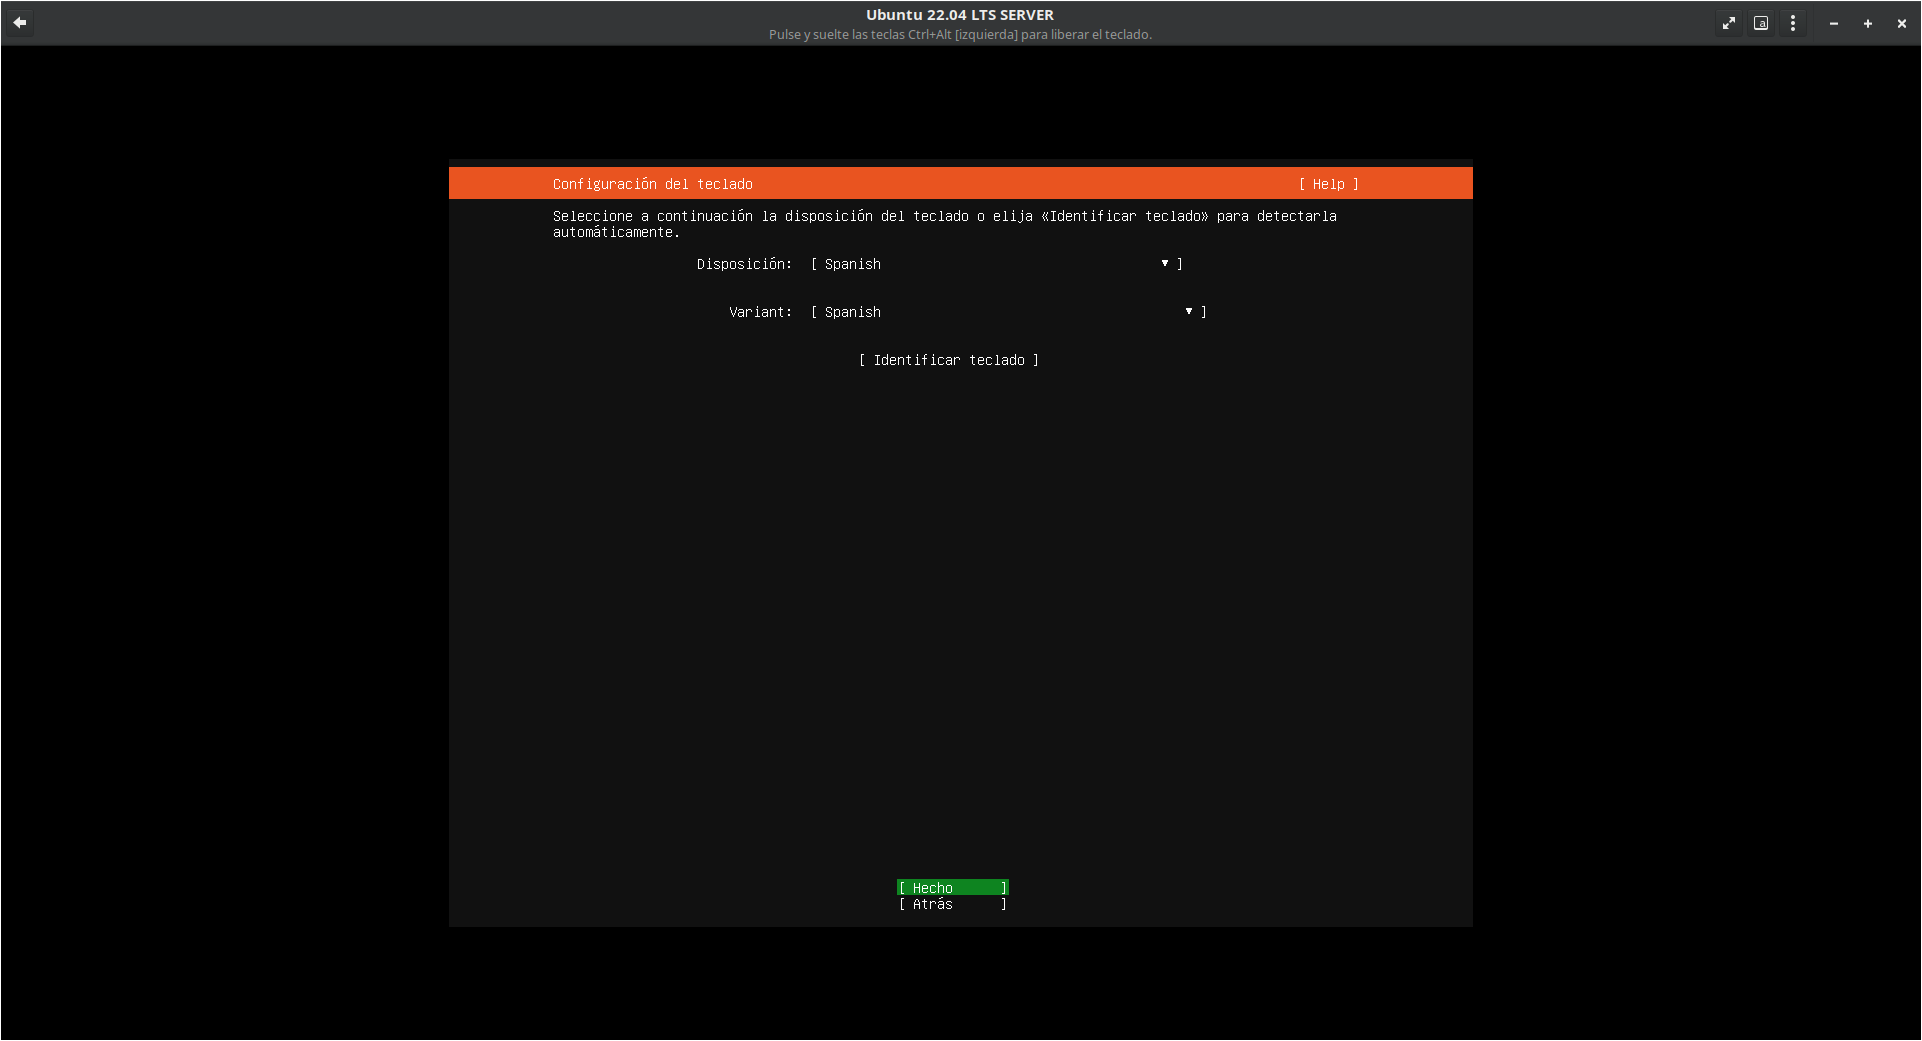 Ubuntu 22.04 LTS SERVER
Pulse y suelte las teclas Ctrl+Alt [izquierda] para liberar el teclado.
Configuración del teclado [ Help ]
Seleccione a continuación la disposición del teclado o elija «Identificar teclado» para detectarla
automáticamente.
Disposición: [ Spanish ▾ ]
Variant: [ Spanish ▾ ]
[ Identificar teclado ]
[ Hecho ]
[ Atrás ]